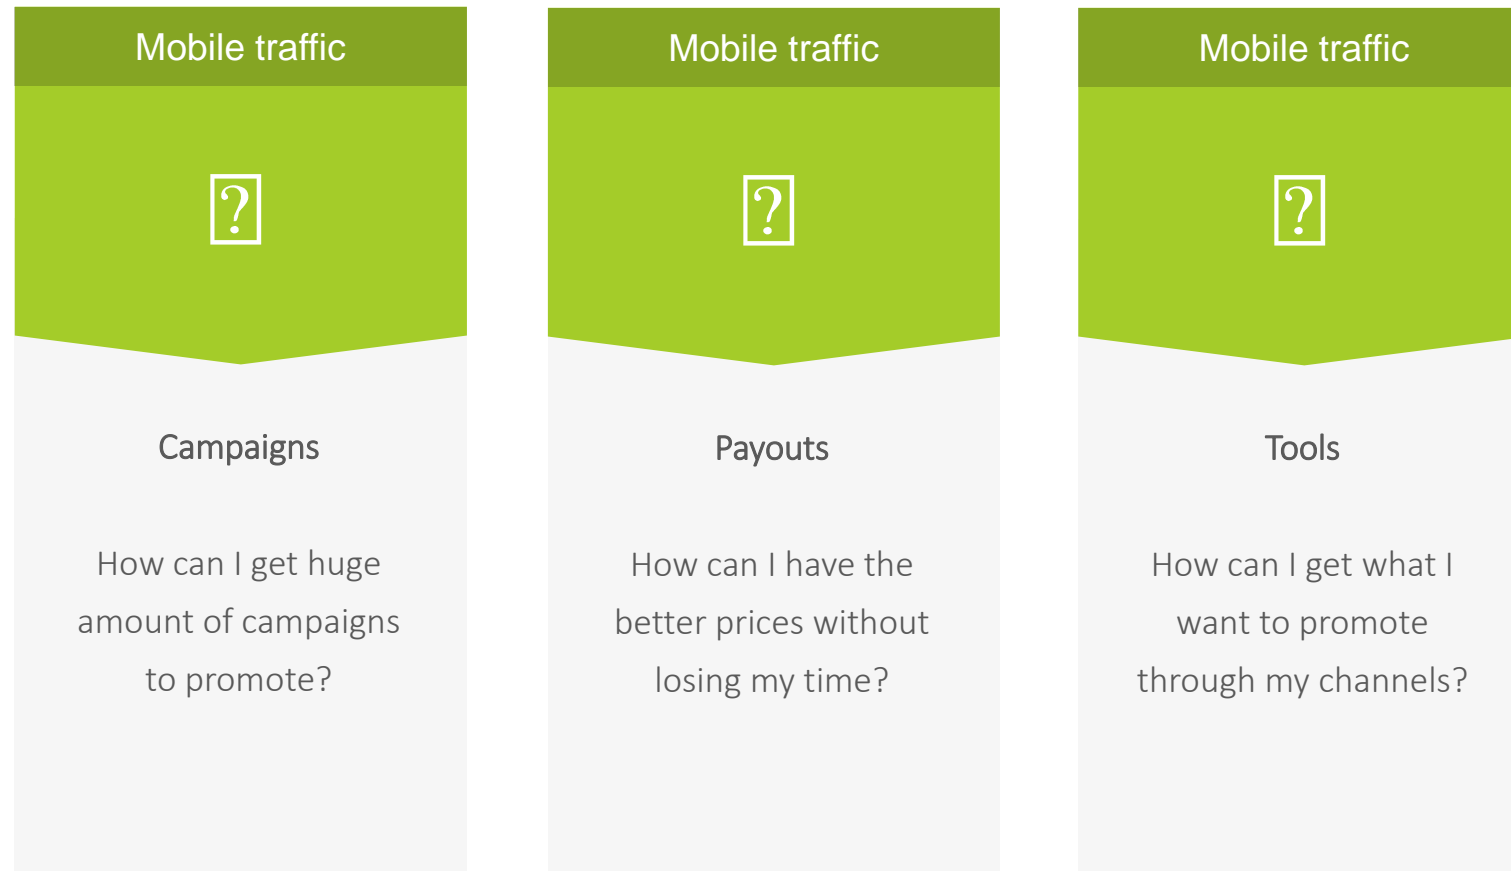 Mobile traffic
Campaigns
How can I get huge
amount of campaigns
to promote?
Mobile traffic
Payouts
How can I have the
better prices without
losing my time?
Mobile traffic
Tools
How can I get what I
want to promote
through my channels?